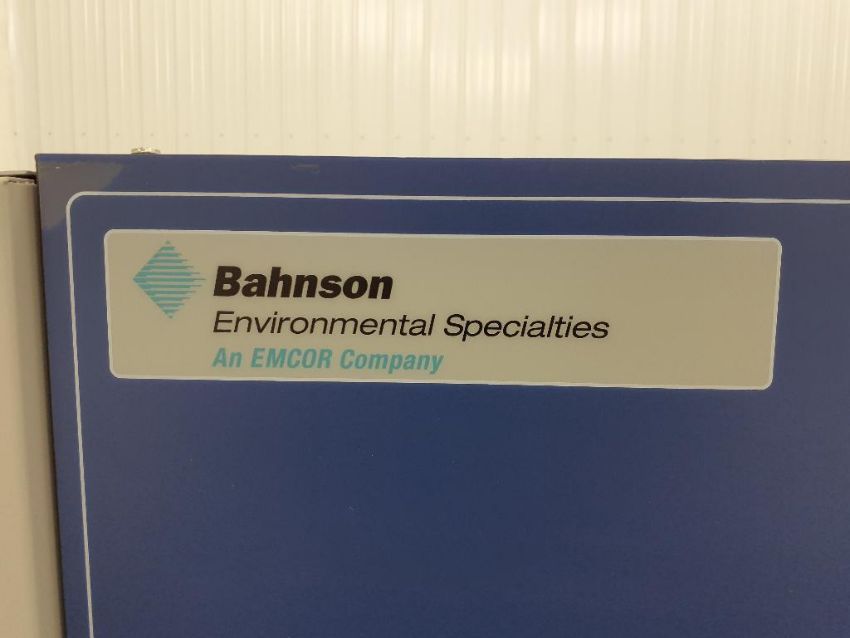 Bahnson
Environmental Specialties
An EMCOR Company